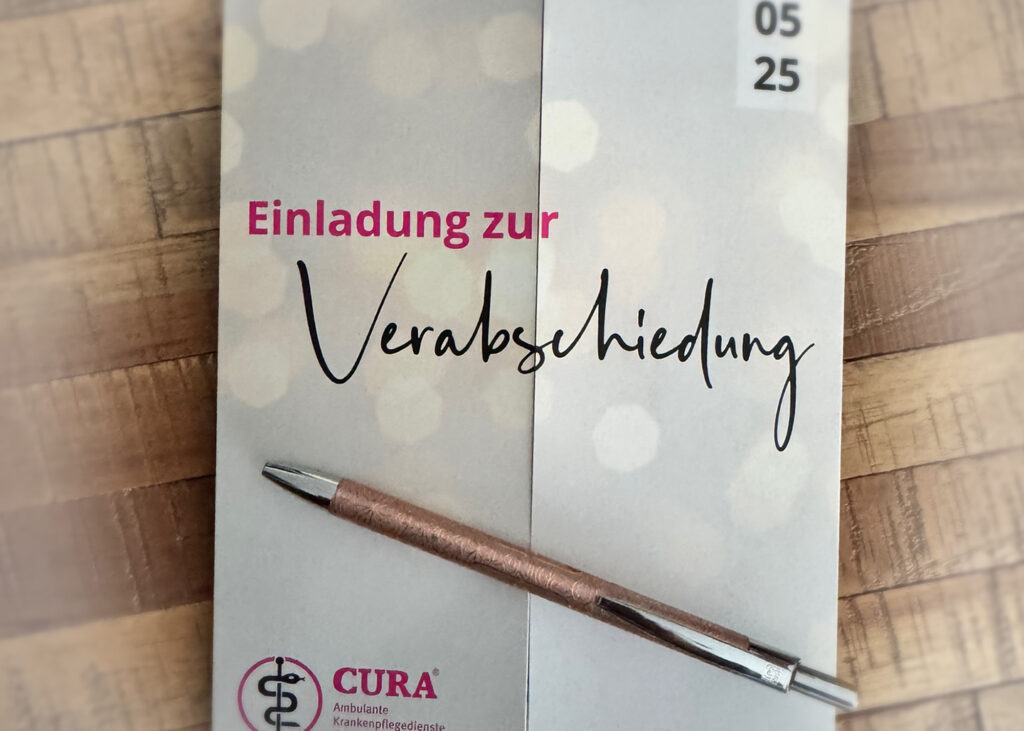 05
25
Einladung zur
Verabschiedung
CURA®
Ambulante
Krankenpflegedienste